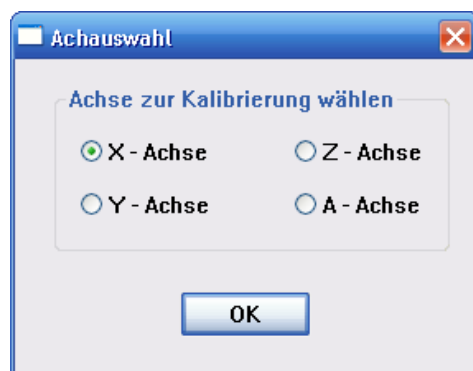 Achauswahl
Achse zur Kalibrierung wählen
X - Achse
Z - Achse
Y - Achse
A - Achse
OK